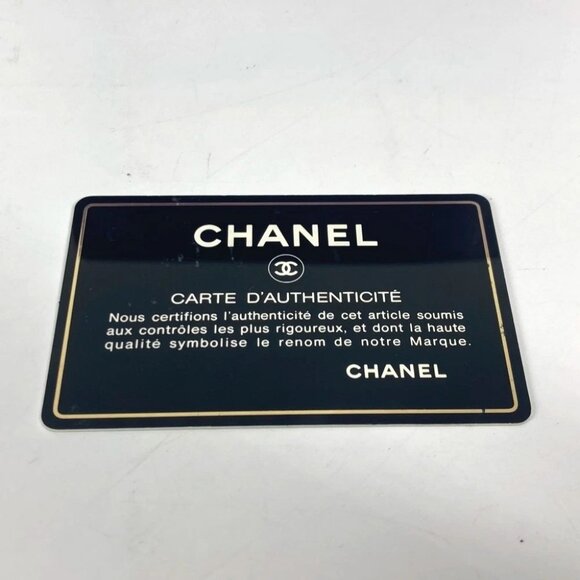 CHANEL
CARTE D'AUTHENTICITÉ
Nous certifions l'authenticité de cet article soumis
aux contrôles les plus rigoureux, et dont la haute
qualité symbolise le renom de notre Marque.
CHANEL